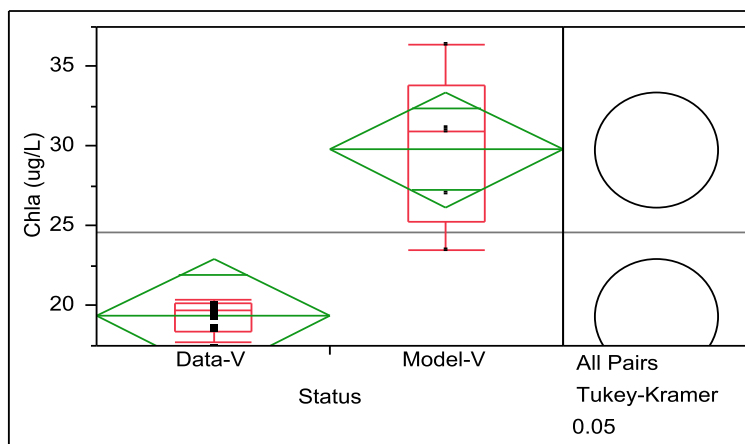 Chla (ug/L)
35
30
25
20
Data-V
Model-V
Status
All Pairs
Tukey-Kramer
0.05